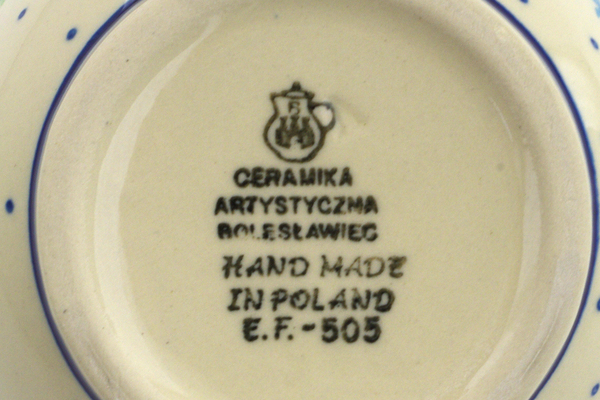 CERAMIKA
ARTYSTYCZNA
BOLESŁAWIEC
HAND MADE
IN POLAND
E.F.-505